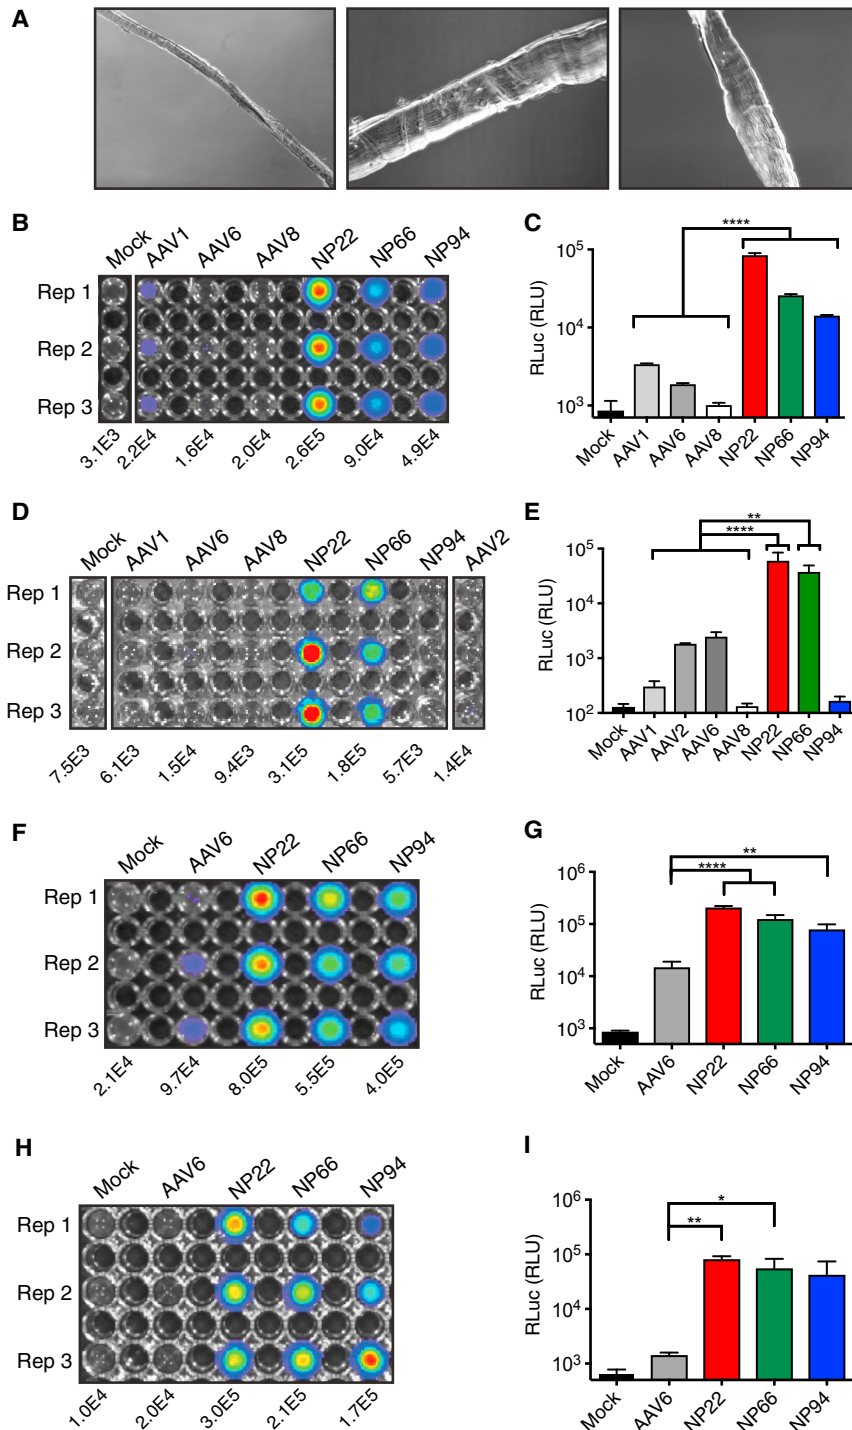 A
B
Mock AAV1 AAV6 AAV8 NP22 NP66 NP94
Rep 1
Rep 2
Rep 3
3.1E3 2.2E4 1.6E4 2.0E4 2.6E5 9.0E4 4.9E4
C
****
RLuc (RLU)
10^5
10^4
10^3
Mock AAV1 AAV6 AAV8 NP22 NP66 NP94
D
Mock AAV1 AAV6 AAV8 NP22 NP66 NP94 AAV2
Rep 1
Rep 2
Rep 3
7.5E3 6.1E3 1.5E4 9.4E3 3.1E5 1.8E5 5.7E3 1.4E4
E
**
****
RLuc (RLU)
10^5
10^4
10^3
10^2
Mock AAV1 AAV2 AAV6 AAV8 NP22 NP66 NP94
F
Mock AAV6 NP22 NP66 NP94
Rep 1
Rep 2
Rep 3
2.1E4 9.7E4 8.0E5 5.5E5 4.0E5
G
**
****
RLuc (RLU)
10^6
10^5
10^4
10^3
Mock AAV6 NP22 NP66 NP94
H
Mock AAV6 NP22 NP66 NP94
Rep 1
Rep 2
Rep 3
1.0E4 2.0E4 3.0E5 2.1E5 1.7E5
I
*
**
RLuc (RLU)
10^6
10^5
10^4
10^3
Mock AAV6 NP22 NP66 NP94